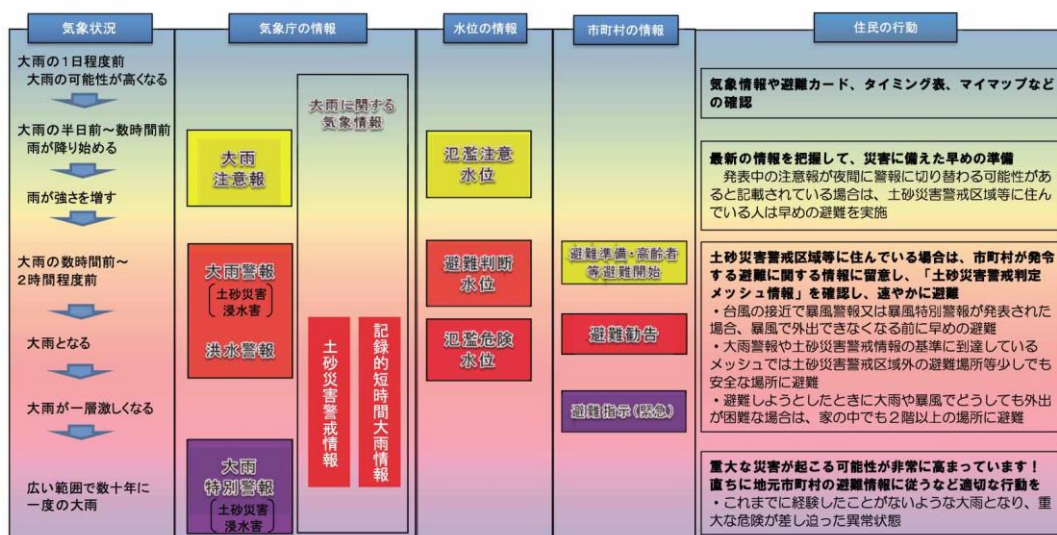 気象状況
気象庁の情報
水位の情報
市町村の情報
住民の行動
大雨の1日程度前
大雨の可能性が高くなる
大雨の半日前～数時間前
雨が降り始める
雨が強さを増す
大雨の数時間前～
2時間程度前
大雨となる
大雨が一層激しくなる
広い範囲で数十年に
一度の大雨
大雨
注意報
大雨警報
土砂災害
浸水害
洪水警報
大雨
特別警報
土砂災害
浸水害
大雨に関する
気象情報
土砂災害警戒情報
記録的短時間大雨情報
氾濫注意
水位
避難判断
水位
氾濫危険
水位
避難準備・高齢者
等避難開始
避難勧告
避難指示(緊急)
気象情報や避難カード、タイミング表、マイマップなど
の確認
最新の情報を把握して、災害に備えた早めの準備
発表中の注意報が夜間に警報に切り替わる可能性があ
ると記載されている場合は、土砂災害警戒区域等に住ん
でいる人は早めの避難を実施
土砂災害警戒区域等に住んでいる場合は、市町村が発令
する避難に関する情報に留意し、「土砂災害警戒判定
メッシュ情報」を確認し、速やかに避難
・台風の接近で暴風警報又は暴風特別警報が発表された
場合、暴風で外出できなくなる前に早めの避難
・大雨警報や土砂災害警戒情報の基準に到達している
メッシュでは土砂災害警戒区域外の避難場所等少しでも
安全な場所に避難
・避難しようとしたときに大雨や暴風でどうしても外出
が困難な場合は、家の中でも２階以上の場所に避難
重大な災害が起こる可能性が非常に高まっています！
直ちに地元市町村の避難情報に従うなど適切な行動を
・これまでに経験したことがないような大雨となり、重
大な危険が差し迫った異常状態